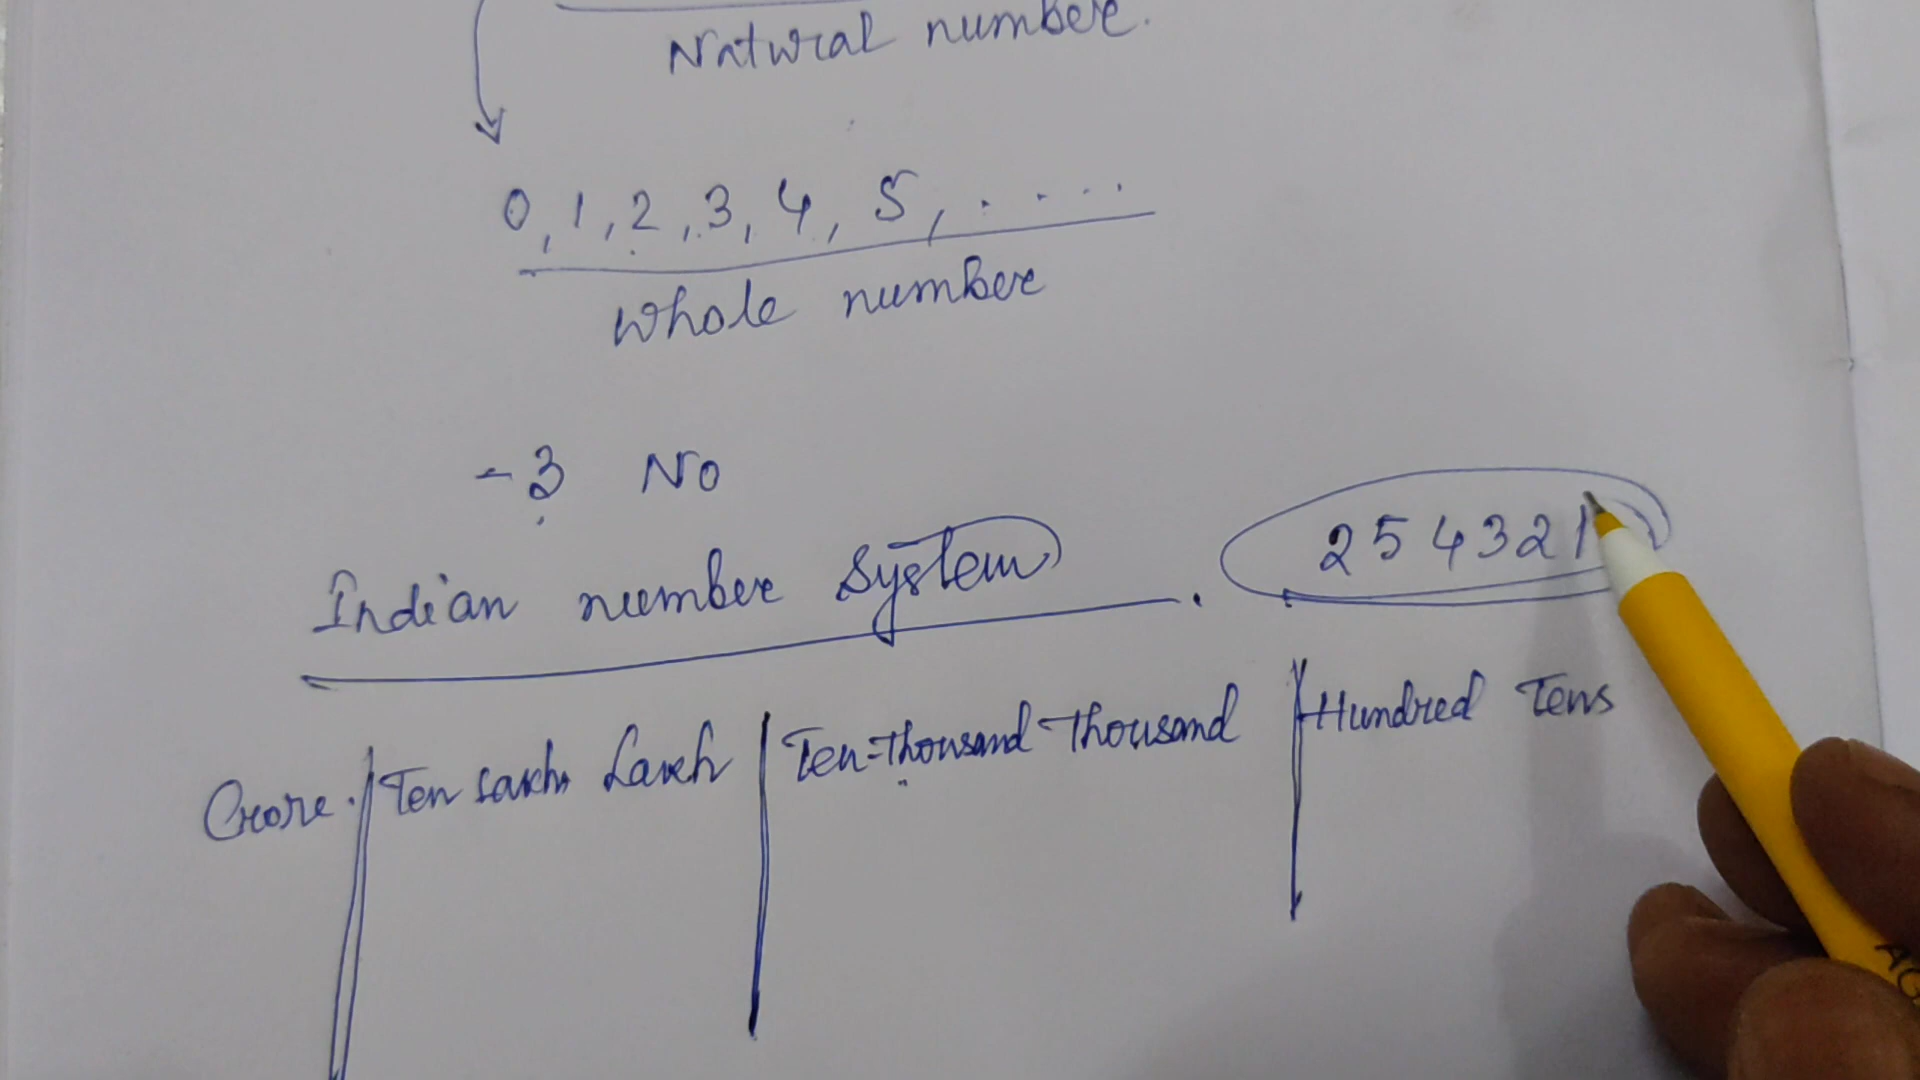 Natural number.
0, 1, 2, 3, 4, 5, . . . .
Whole number
-3 No
Indian number System . 254321
Crore. Ten Lakh Lakh Ten-thousand thousand Hundred Tens